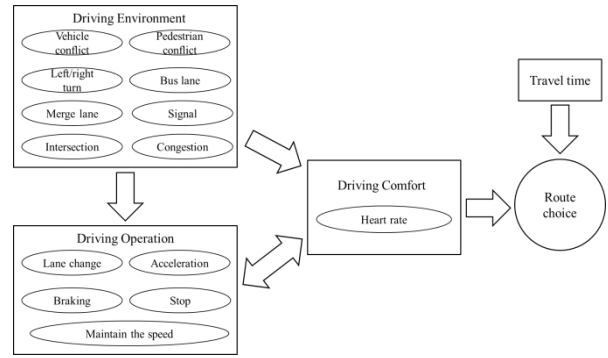 Driving Environment
Vehicle
conflict
Pedestrian
conflict
Left/right
turn
Bus lane
Merge lane
Signal
Intersection
Congestion
Travel time
Driving Comfort
Heart rate
Route
choice
Driving Operation
Lane change
Acceleration
Braking
Stop
Maintain the speed